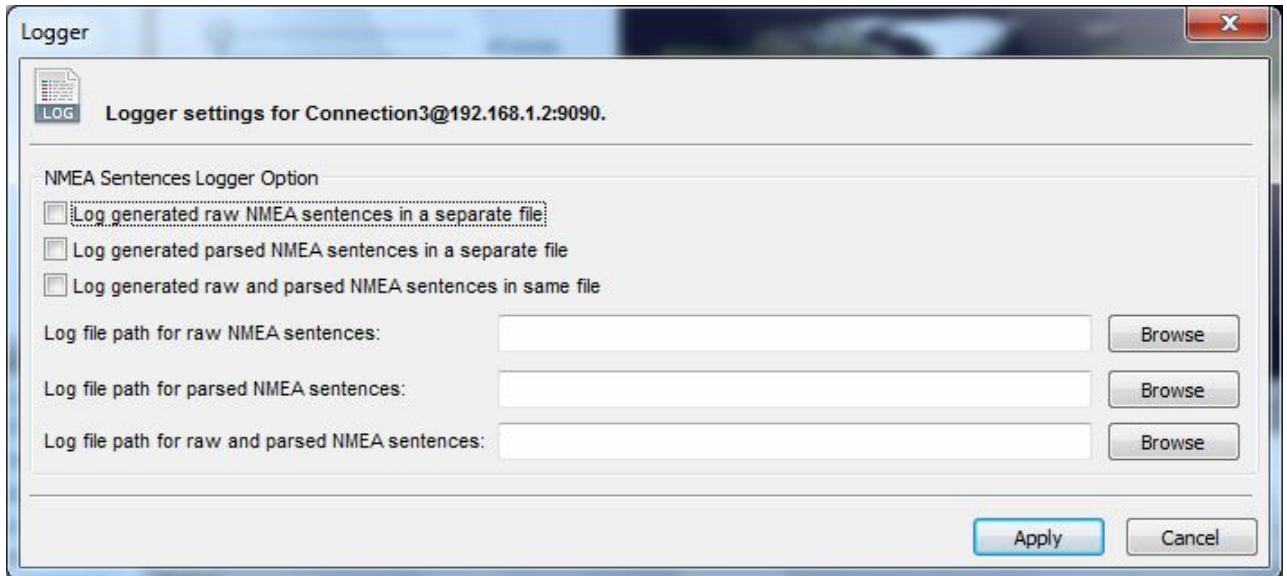 Logger
LOG
Logger settings for Connection3@192.168.1.2:9090.
NMEA Sentences Logger Option
Log generated raw NMEA sentences in a separate file
Log generated parsed NMEA sentences in a separate file
Log generated raw and parsed NMEA sentences in same file
Log file path for raw NMEA sentences: Browse
Log file path for parsed NMEA sentences: Browse
Log file path for raw and parsed NMEA sentences: Browse
Apply Cancel